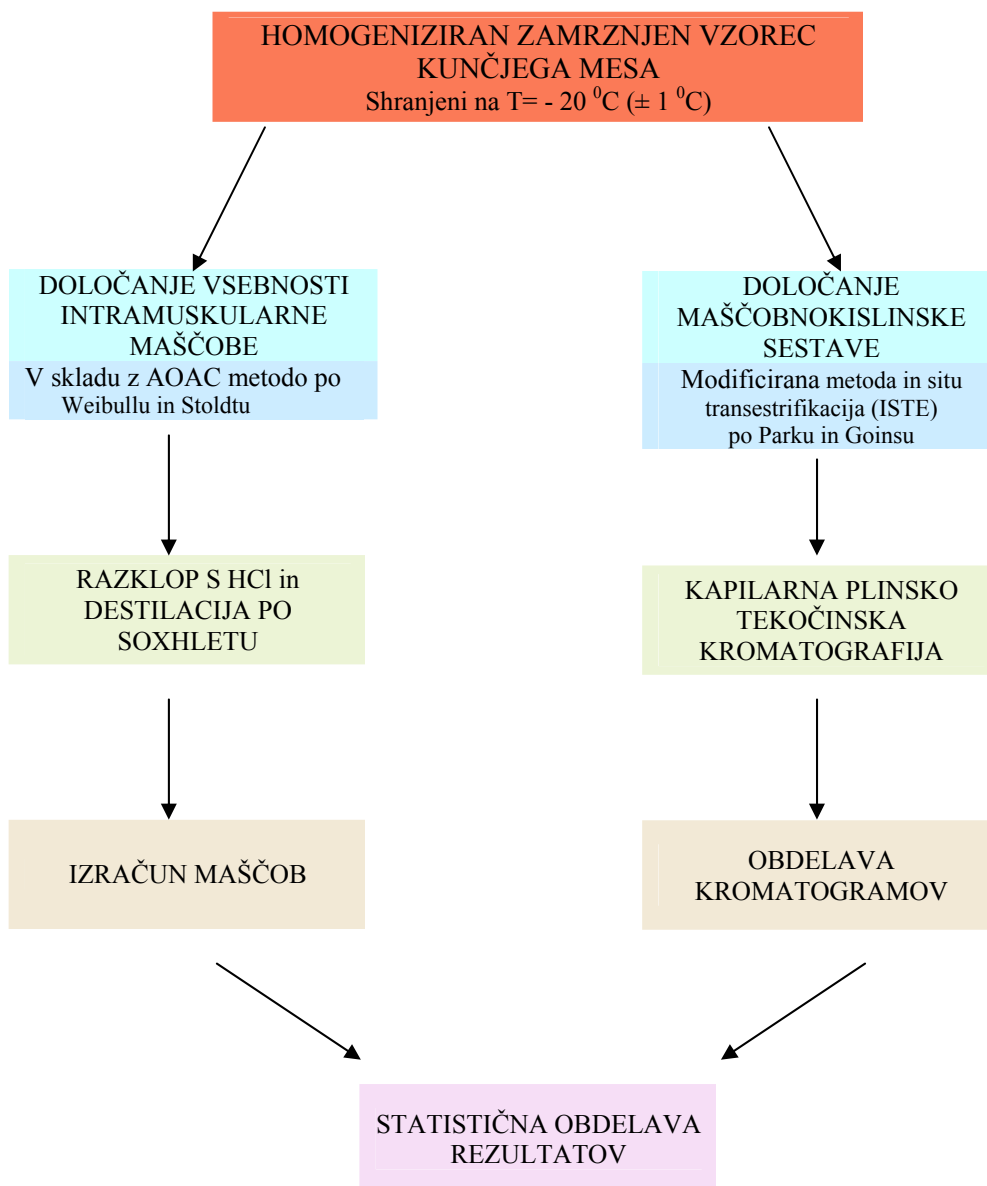 HOMOGENIZIRAN ZAMRZNJEN VZOREC
KUNČJEGA MESA
Shranjeni na T= - 20 ⁰C (± 1 ⁰C)
DOLOČANJE VSEBNOSTI
INTRAMUSKULARNE
MAŠČOBE
V skladu z AOAC metodo po
Weibullu in Stoldtu
DOLOČANJE
MAŠČOBNOKISLINSKE
SESTAVE
Modificirana metoda in situ
transestrifikacija (ISTE)
po Parku in Goinsu
RAZKLOP S HCl in
DESTILACIJA PO
SOXHLETU
KAPILARNA PLINSKO
TEKOČINSKA
KROMATOGRAFIJA
IZRAČUN MAŠČOB
OBDELAVA
KROMATOGRAMOV
STATISTIČNA OBDELAVA
REZULTATOV